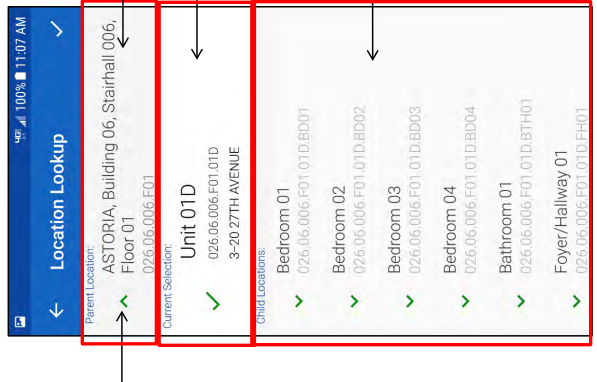 4G 100% 11:07 AM
Location Lookup
Parent Location:
ASTORIA, Building 06, Stairhall 006,
Floor 01
026.06.006.F01
Current Selection:
Unit 01D
026.06.006.F01.01D
3-20 27TH AVENUE
Child Locations:
Bedroom 01
026.06.006.F01.01D.BD01
Bedroom 02
026.06.006.F01.01D.BD02
Bedroom 03
026.06.006.F01.01D.BD03
Bedroom 04
026.06.006.F01.01D.BD04
Bathroom 01
026.06.006.F01.01D.BTH01
Foyer/Hallway 01
026.06.006.F01.01D.FH01